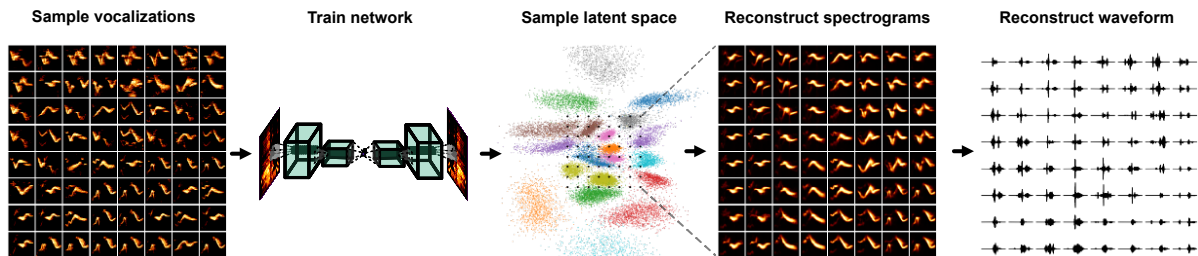 Sample vocalizations
Train network
Sample latent space
Reconstruct spectrograms
Reconstruct waveform